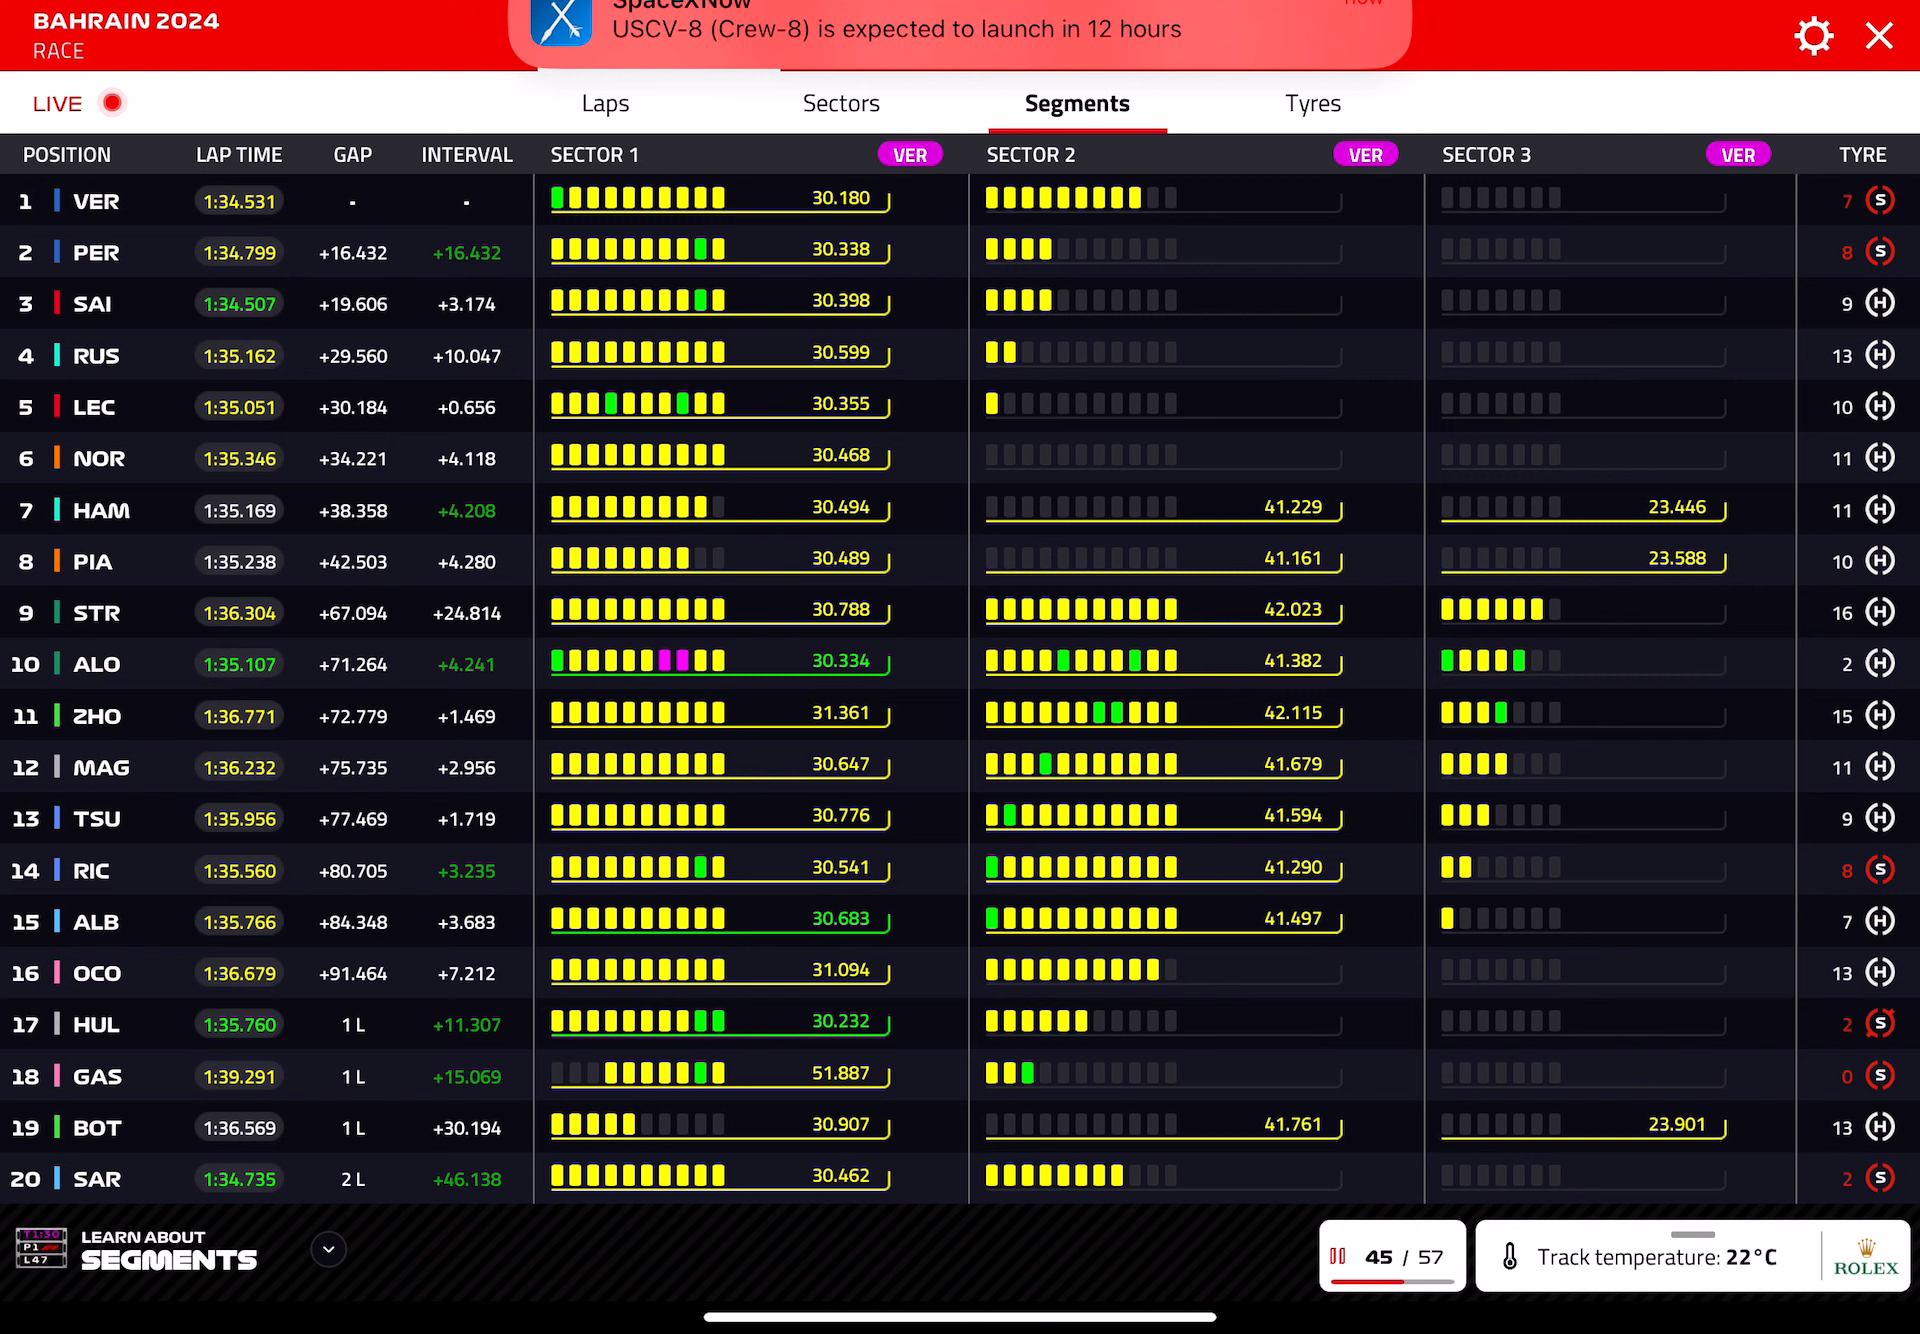 BAHRAIN 2024
RACE
SpaceXNow
now
USCV-8 (Crew-8) is expected to launch in 12 hours
LIVE
Laps Sectors Segments Tyres
POSITION LAP TIME GAP INTERVAL SECTOR 1 VER SECTOR 2 VER SECTOR 3 VER TYRE
1 VER 1:34.531 - - 30.180 7 S
2 PER 1:34.799 +16.432 +16.432 30.338 8 S
3 SAI 1:34.507 +19.606 +3.174 30.398 9 H
4 RUS 1:35.162 +29.560 +10.047 30.599 13 H
5 LEC 1:35.051 +30.184 +0.656 30.355 10 H
6 NOR 1:35.346 +34.221 +4.118 30.468 11 H
7 HAM 1:35.169 +38.358 +4.208 30.494 41.229 23.446 11 H
8 PIA 1:35.238 +42.503 +4.280 30.489 41.161 23.588 10 H
9 STR 1:36.304 +67.094 +24.814 30.788 42.023 16 H
10 ALO 1:35.107 +71.264 +4.241 30.334 41.382 2 H
11 ZHO 1:36.771 +72.779 +1.469 31.361 42.115 15 H
12 MAG 1:36.232 +75.735 +2.956 30.647 41.679 11 H
13 TSU 1:35.956 +77.469 +1.719 30.776 41.594 9 H
14 RIC 1:35.560 +80.705 +3.235 30.541 41.290 8 S
15 ALB 1:35.766 +84.348 +3.683 30.683 41.497 7 H
16 OCO 1:36.679 +91.464 +7.212 31.094 13 H
17 HUL 1:35.760 1 L +11.307 30.232 2 S
18 GAS 1:39.291 1 L +15.069 51.887 0 S
19 BOT 1:36.569 1 L +30.194 30.907 41.761 23.901 13 H
20 SAR 1:34.735 2 L +46.138 30.462 2 S
T1:30
P1
L47
LEARN ABOUT
SEGMENTS
45 / 57
Track temperature: 22°C
ROLEX